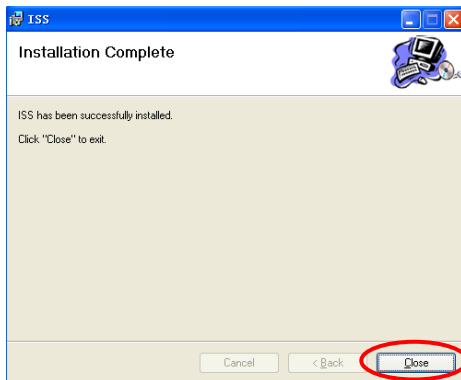 ISS
Installation Complete
ISS has been successfully installed.
Click "Close" to exit.
Cancel
< Back
Close